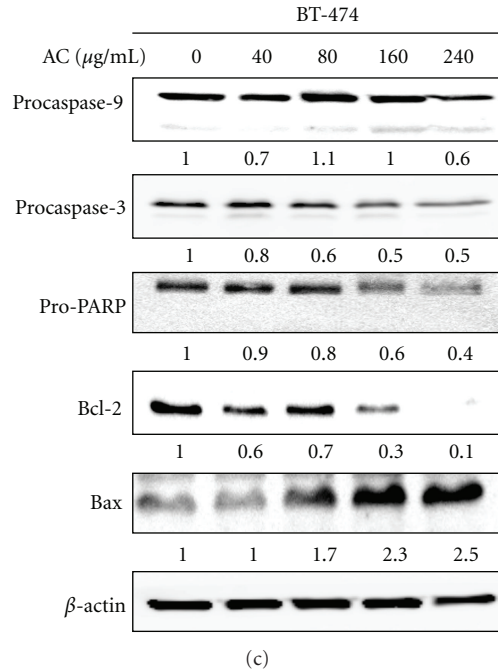 BT-474
AC (μg/mL) 0 40 80 160 240
Procaspase-9
1 0.7 1.1 1 0.6
Procaspase-3
1 0.8 0.6 0.5 0.5
Pro-PARP
1 0.9 0.8 0.6 0.4
Bcl-2
1 0.6 0.7 0.3 0.1
Bax
1 1 1.7 2.3 2.5
β-actin
(c)